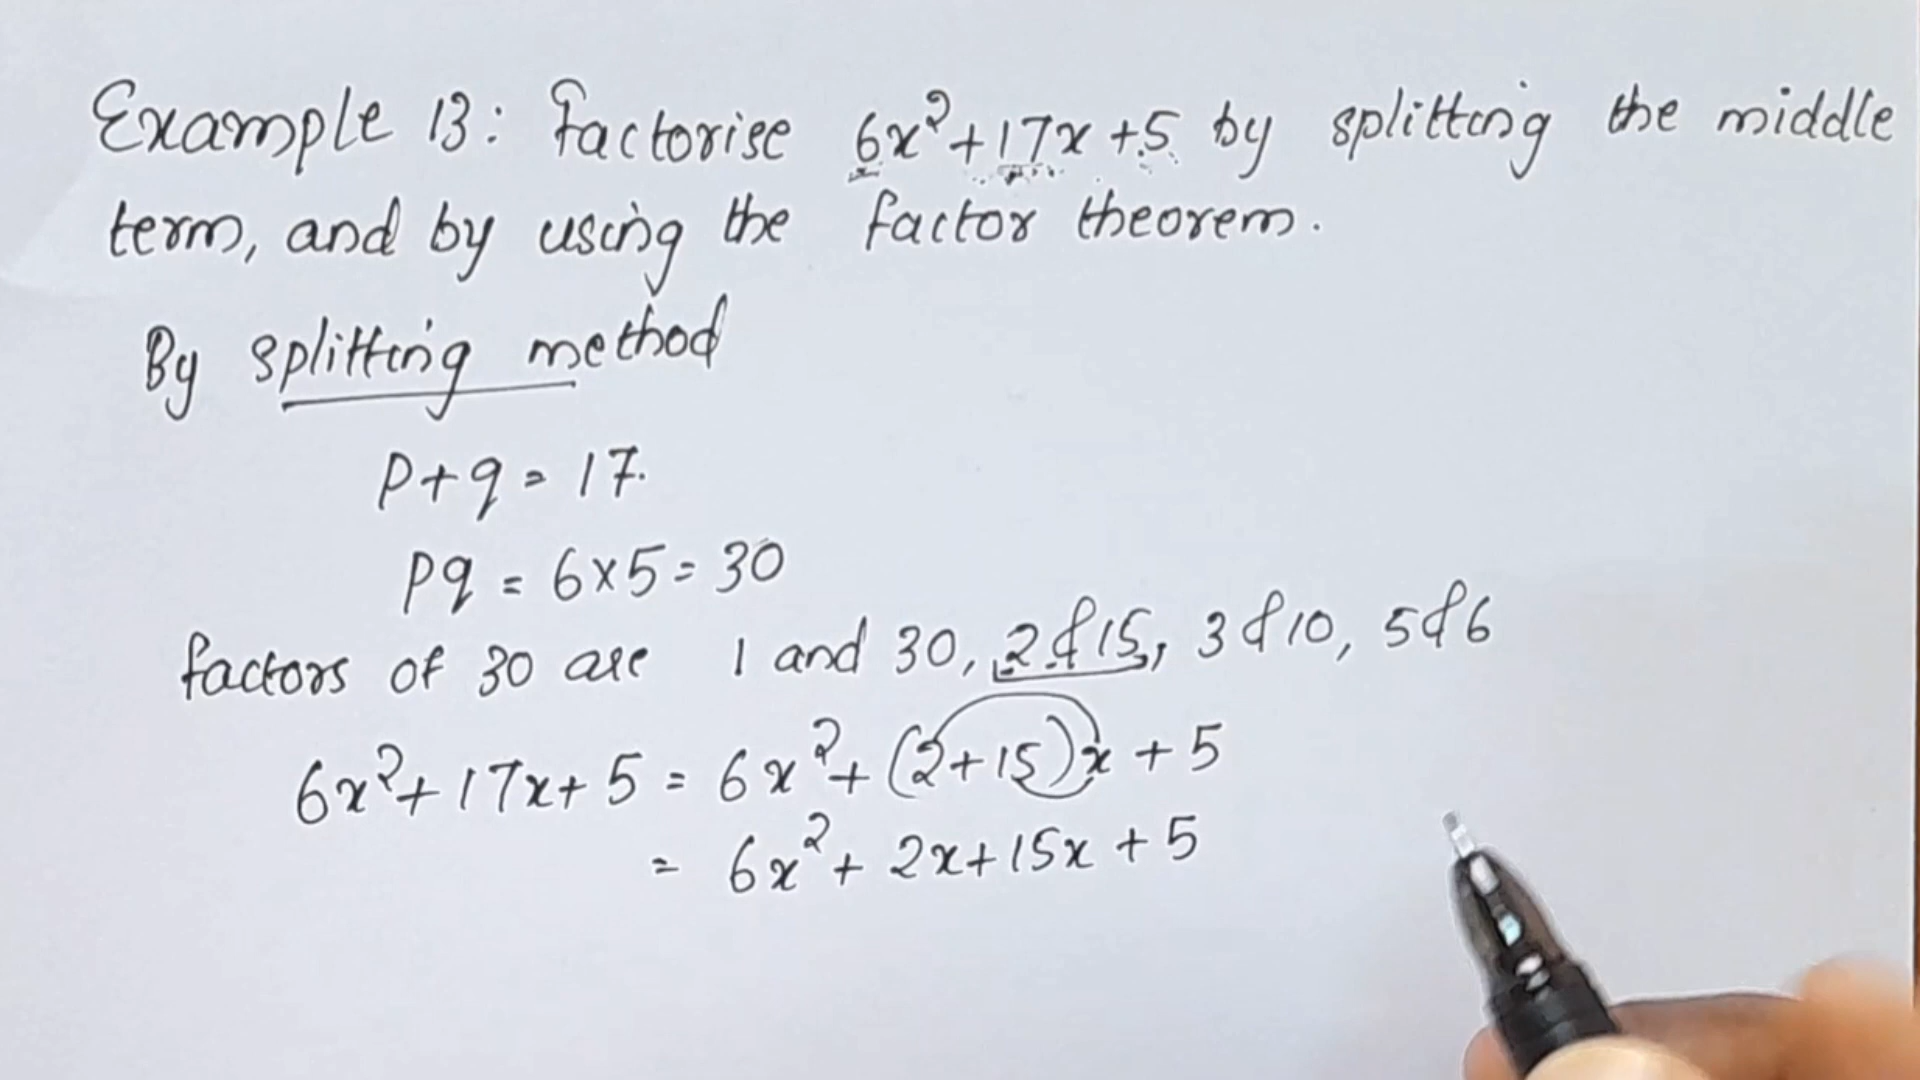 Example 13: Factorise 6x²+17x+5 by splitting the middle
term, and by using the factor theorem.
By splitting method
p+q = 17.
pq = 6×5 = 30
factors of 30 are 1 and 30, 2&15, 3&10, 5&6
6x²+17x+5 = 6x²+(2+15)x+5
= 6x²+2x+15x+5